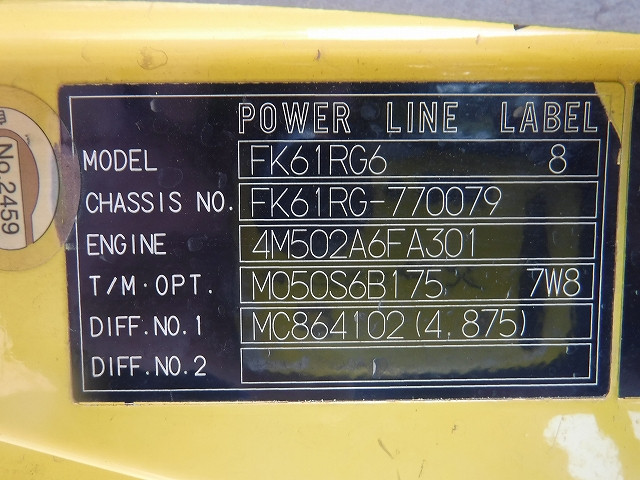 POWER LINE LABEL
MODEL FK61RG6 8
CHASSIS NO. FK61RG-770079
ENGINE 4M502A6FA301
T/M·OPT. M050S6B175 7W8
DIFF.NO.1 MC864102(4,875)
DIFF.NO.2
No.2459